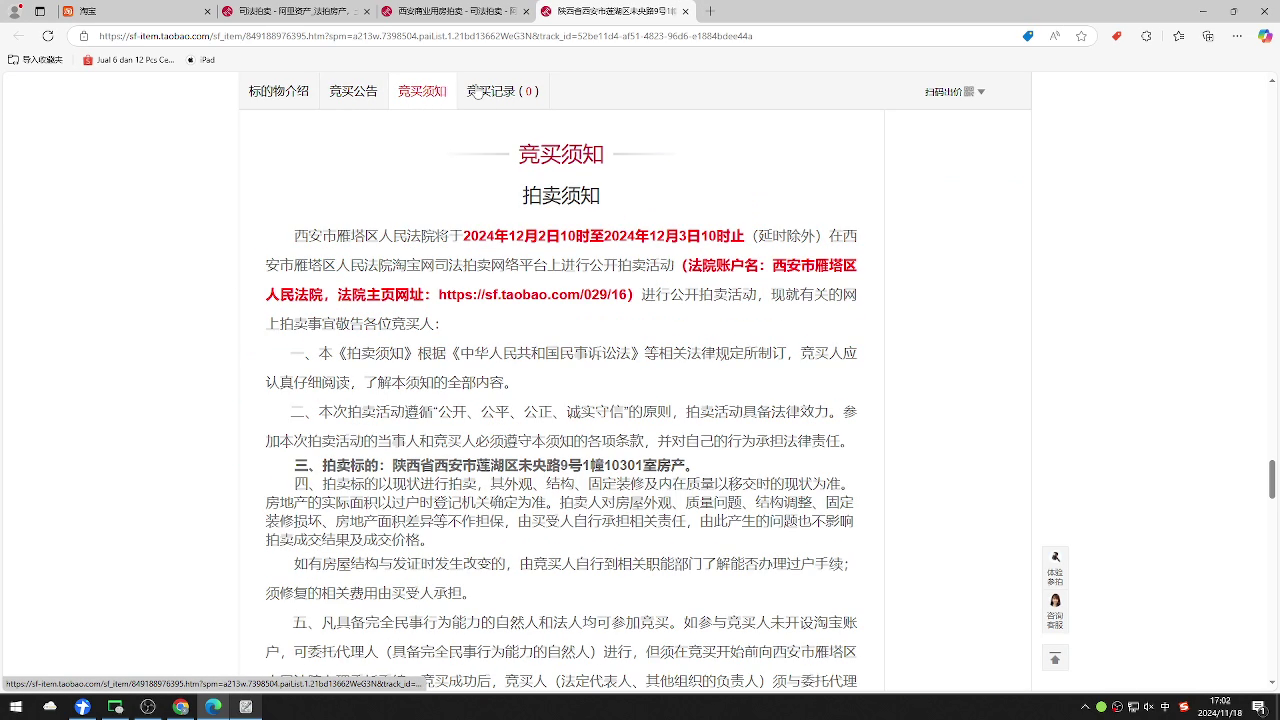 淘宝
司法拍卖 - 阿里资产_法拍房产_
西安商业用房拍卖 - 司法拍卖 - 阿
陕西省西安市莲湖区未央路9号1幢
https://sf-item.taobao.com/sf_item/849188976395.htm?spm=a213w.7398504.paiList.1.21bd13662WeG3N8&track_id=52be11d4-af51-4823-96d6-e1884bdee44a
导入收藏夹
Jual 6 dan 12 Pcs Ce...
iPad
标的物介绍
竞买公告
竞买须知
竞买记录 ( 0 )
扫码出价
竞买须知
拍卖须知
西安市雁塔区人民法院将于2024年12月2日10时至2024年12月3日10时止（延时除外）在西
安市雁塔区人民法院淘宝网司法拍卖网络平台上进行公开拍卖活动（法院账户名：西安市雁塔区
人民法院，法院主页网址：https://sf.taobao.com/029/16）进行公开拍卖活动，现就有关的网
上拍卖事宜敬告各位竞买人：
一、本《拍卖须知》根据《中华人民共和国民事诉讼法》等相关法律规定所制订，竞买人应
认真仔细阅读，了解本须知的全部内容。
二、本次拍卖活动遵循“公开、公平、公正、诚实守信”的原则，拍卖活动具备法律效力。参
加本次拍卖活动的当事人和竞买人必须遵守本须知的各项条款，并对自己的行为承担法律责任。
三、拍卖标的：陕西省西安市莲湖区未央路9号1幢10301室房产。
四、拍卖标的以现状进行拍卖，其外观、结构、固定装修及内在质量以移交时的现状为准。
房地产的实际面积以过户时登记机关确定为准。拍卖人对房屋外观、质量问题、结构调整、固定
装修损坏、房地产面积差异等不作担保，由买受人自行承担相关责任，由此产生的问题也不影响
拍卖成交结果及成交价格。
如有房屋结构与发证时发生改变的，由竞买人自行到相关职能部门了解能否办理过户手续；
须修复的相关费用由买受人承担。
五、凡具备完全民事行为能力的自然人和法人均可参加竞买。如参与竞买人未开设淘宝账
户，可委托代理人（具备完全民事行为能力的自然人）进行，但须在竞买开始前向西安市雁塔区
竞买成功后，竞买人（法定代表人、其他组织的负责人）须与委托代理
体验
参拍
咨询
客服
https://sf-item.taobao.com/sf_item/849188976395.htm?spm=a213w.7398504.paiList.1.21bd13662WeG3N8&track_id=...
中
17:02
2024/11/18